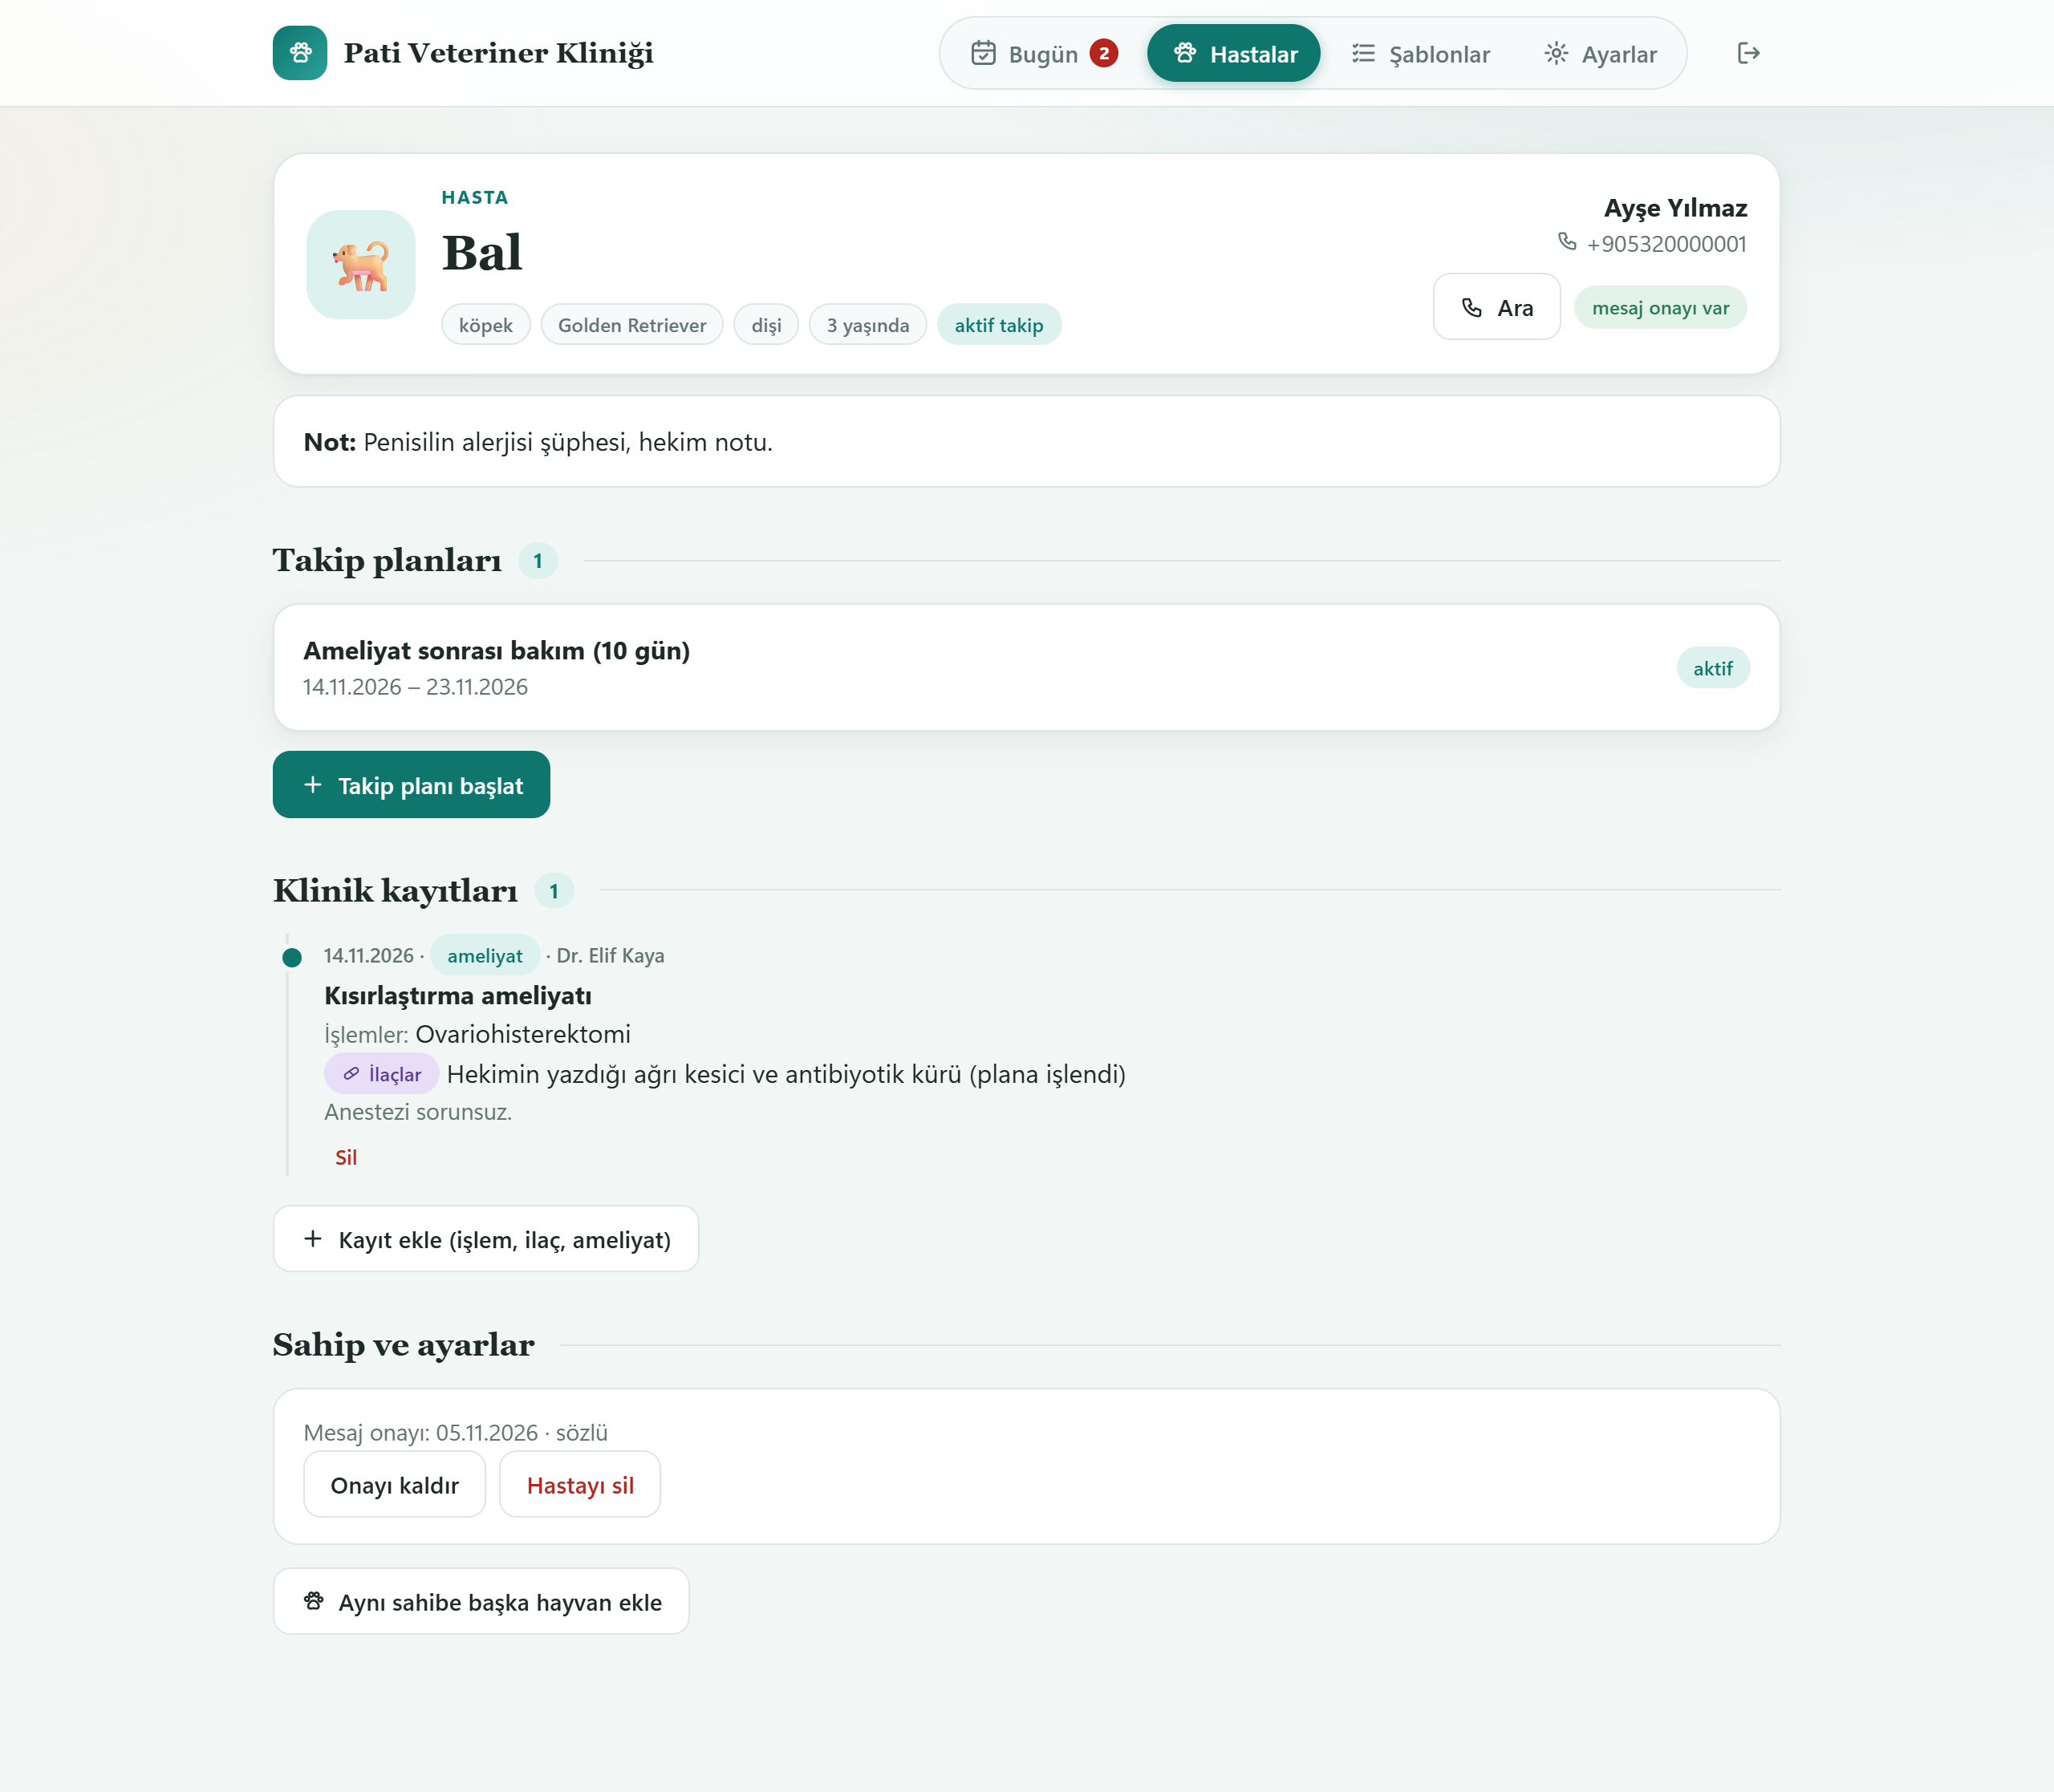 Pati Veteriner Kliniği
Bugün 2 Hastalar Şablonlar Ayarlar
HASTA
Bal
köpek Golden Retriever dişi 3 yaşında aktif takip
Ayşe Yılmaz
+905320000001
Ara mesaj onayı var
Not: Penisilin alerjisi şüphesi, hekim notu.
Takip planları 1
Ameliyat sonrası bakım (10 gün)
14.11.2026 – 23.11.2026
aktif
+ Takip planı başlat
Klinik kayıtları 1
14.11.2026 · ameliyat · Dr. Elif Kaya
Kısırlaştırma ameliyatı
İşlemler: Ovariohisterektomi
İlaçlar Hekimin yazdığı ağrı kesici ve antibiyotik kürü (plana işlendi)
Anestezi sorunsuz.
Sil
+ Kayıt ekle (işlem, ilaç, ameliyat)
Sahip ve ayarlar
Mesaj onayı: 05.11.2026 · sözlü
Onayı kaldır Hastayı sil
Aynı sahibe başka hayvan ekle